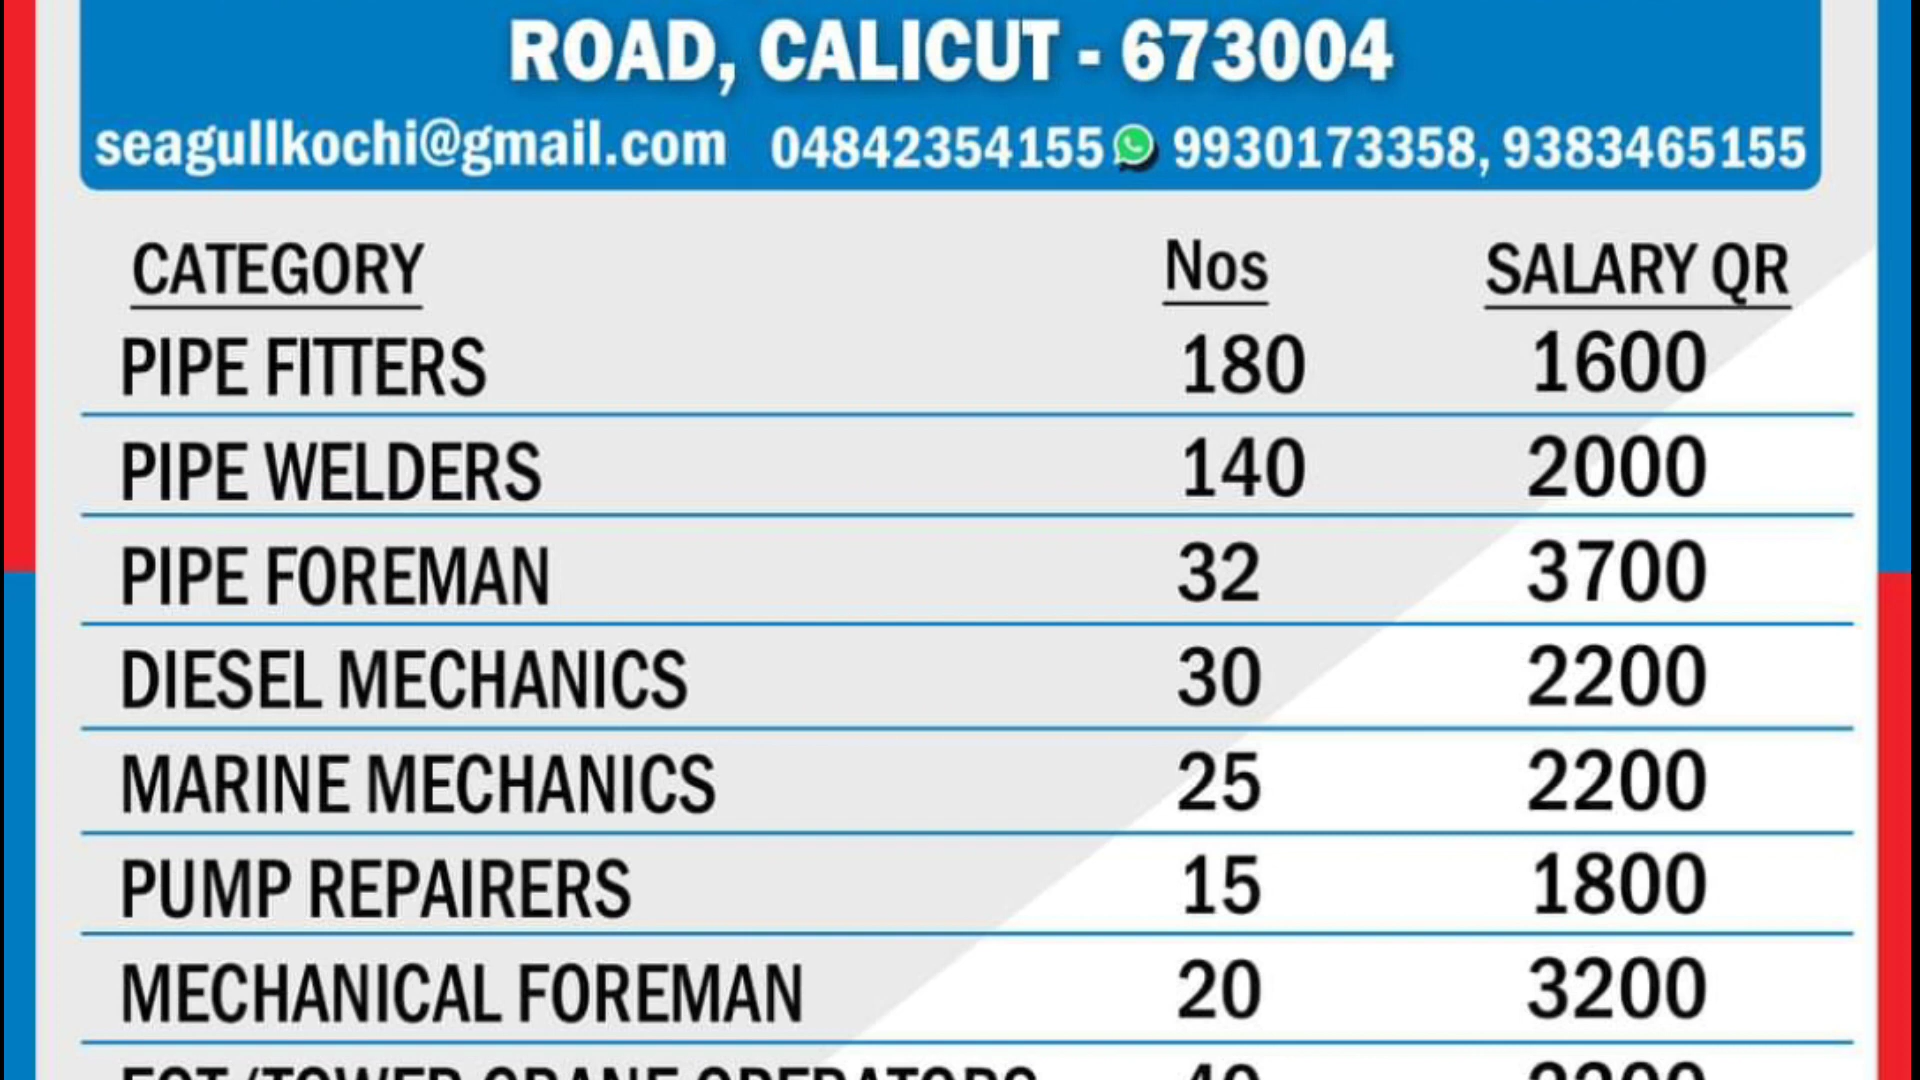 ROAD, CALICUT - 673004
seagullkochi@gmail.com 04842354155 9930173358, 9383465155
CATEGORY Nos SALARY QR
PIPE FITTERS 180 1600
PIPE WELDERS 140 2000
PIPE FOREMAN 32 3700
DIESEL MECHANICS 30 2200
MARINE MECHANICS 25 2200
PUMP REPAIRERS 15 1800
MECHANICAL FOREMAN 20 3200
CRANE OPERATORS